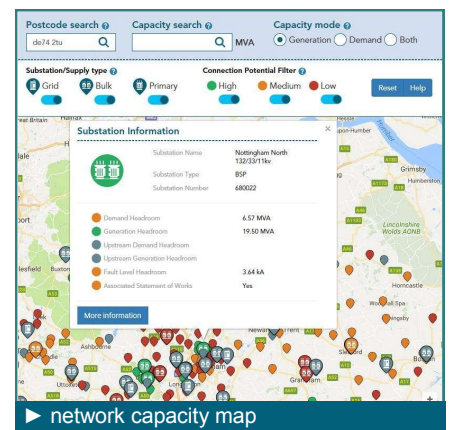 Postcode search Capacity search Capacity mode
de74 2tu MVA Generation Demand Both
Substation/Supply type Connection Potential Filter
Grid Bulk Primary High Medium Low Reset Help
Substation Information ×
Substation Name Nottingham North 132/33/11kv
Substation Type BSP
Substation Number 680022
Demand Headroom 6.57 MVA
Generation Headroom 19.50 MVA
Upstream Demand Headroom
Upstream Generation Headroom
Fault Level Headroom 3.64 kA
Associated Statement of Works Yes
More information
Grimsby
Lincolnshire
Wolds AONB
Buxton
Horncastle
Ashbourne
► network capacity map